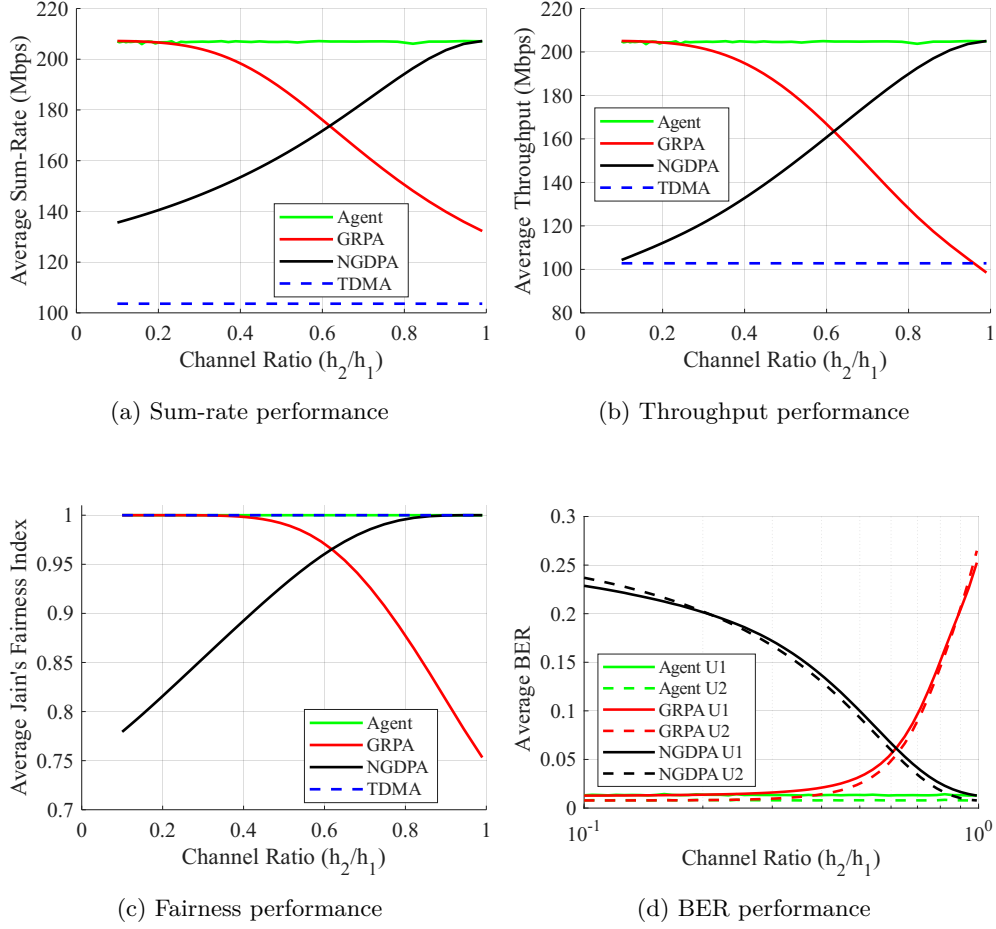 220
200
180
160
140
120
100
Average Sum-Rate (Mbps)
Agent
GRPA
NGDPA
TDMA
0 0.2 0.4 0.6 0.8 1
Channel Ratio (h2/h1)
(a) Sum-rate performance
220
200
180
160
140
120
100
80
Average Throughput (Mbps)
Agent
GRPA
NGDPA
TDMA
0 0.2 0.4 0.6 0.8 1
Channel Ratio (h2/h1)
(b) Throughput performance
1
0.95
0.9
0.85
0.8
0.75
0.7
Average Jain's Fairness Index
Agent
GRPA
NGDPA
TDMA
0 0.2 0.4 0.6 0.8 1
Channel Ratio (h2/h1)
(c) Fairness performance
0.3
0.25
0.2
0.15
0.1
0.05
0
Average BER
Agent U1
Agent U2
GRPA U1
GRPA U2
NGDPA U1
NGDPA U2
10^-1 10^0
Channel Ratio (h2/h1)
(d) BER performance